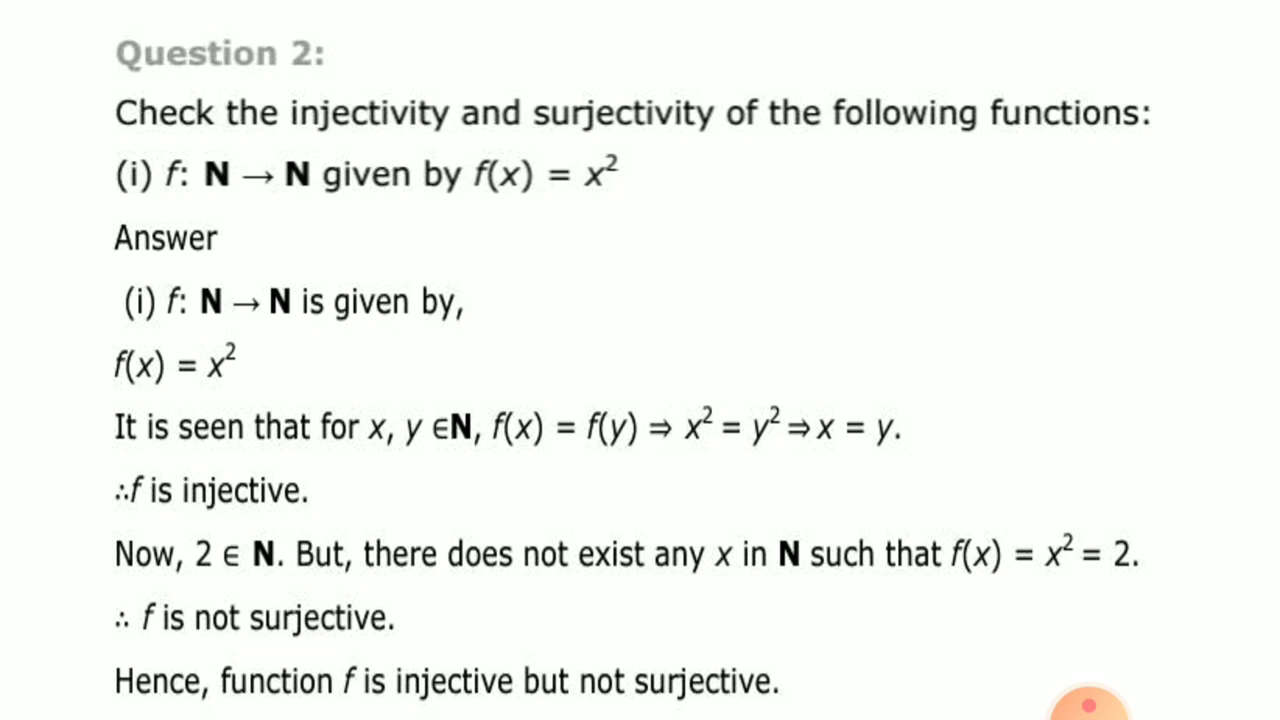 Question 2:
Check the injectivity and surjectivity of the following functions:
(i) f: N → N given by f(x) = x²
Answer
(i) f: N → N is given by,
f(x) = x²
It is seen that for x, y ∈N, f(x) = f(y) ⇒ x² = y² ⇒ x = y.
∴f is injective.
Now, 2 ∈ N. But, there does not exist any x in N such that f(x) = x² = 2.
∴ f is not surjective.
Hence, function f is injective but not surjective.